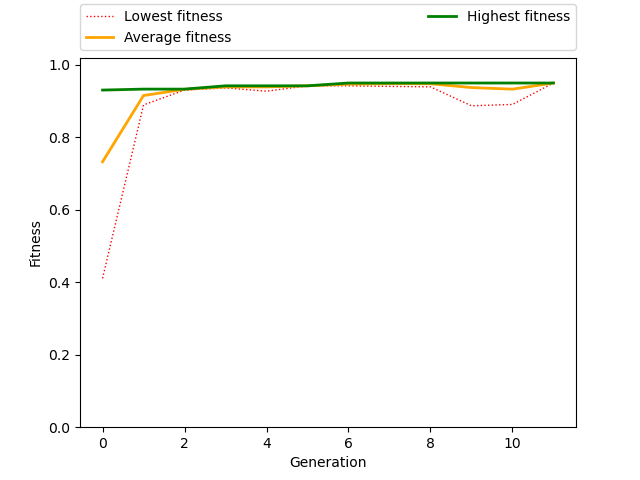 Lowest fitness
Average fitness
Highest fitness
1.0
0.8
0.6
0.4
0.2
0.0
Fitness
0 2 4 6 8 10
Generation